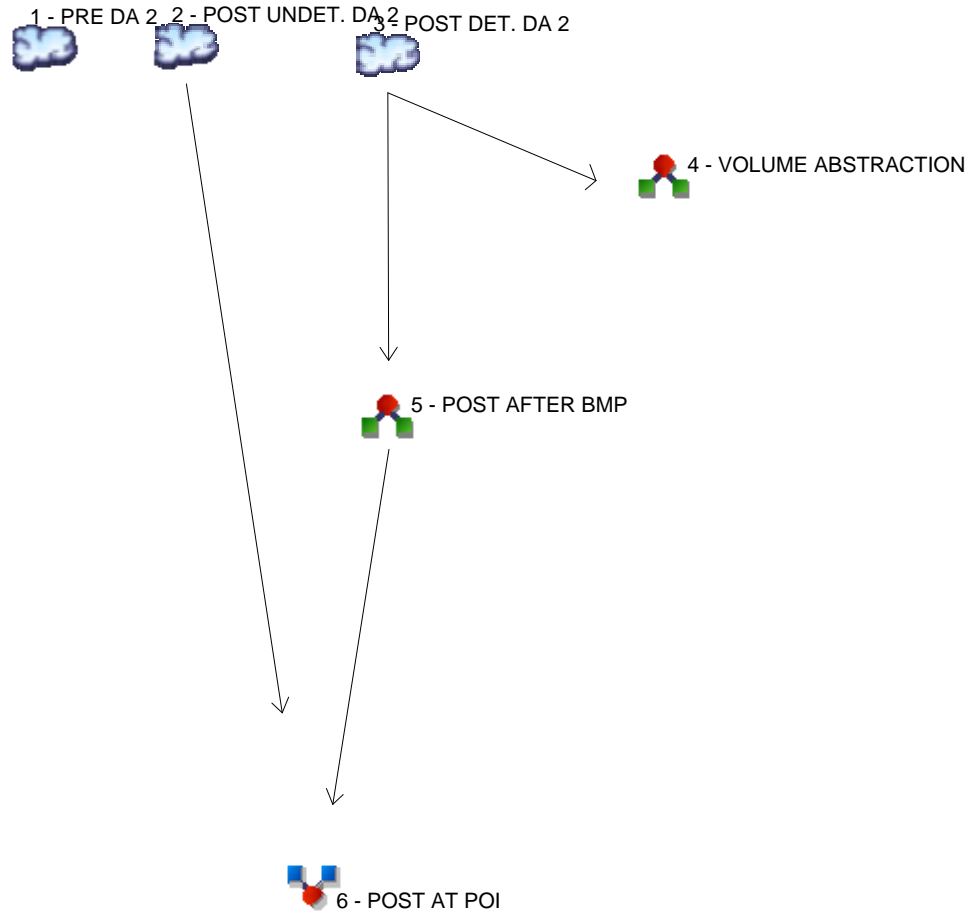 1 - PRE DA 2
2 - POST UNDET. DA 2
3 - POST DET. DA 2
4 - VOLUME ABSTRACTION
5 - POST AFTER BMP
6 - POST AT POI